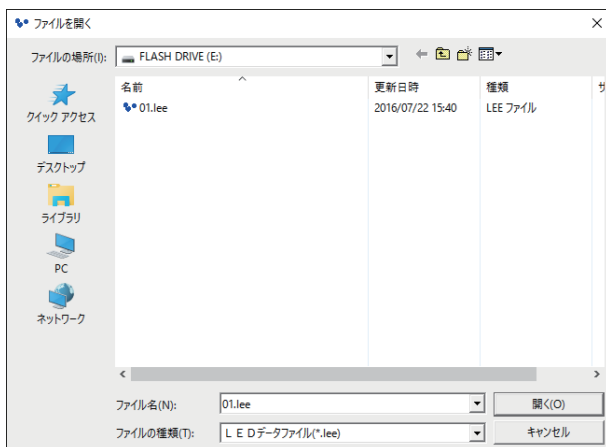 ファイルを開く
ファイルの場所(I): FLASH DRIVE (E:)
名前 更新日時 種類 サ
01.lee 2016/07/22 15:40 LEE ファイル
クイック アクセス
デスクトップ
ライブラリ
PC
ネットワーク
ファイル名(N): 01.lee 開く(O)
ファイルの種類(T): ＬＥＤデータファイル(*.lee) キャンセル